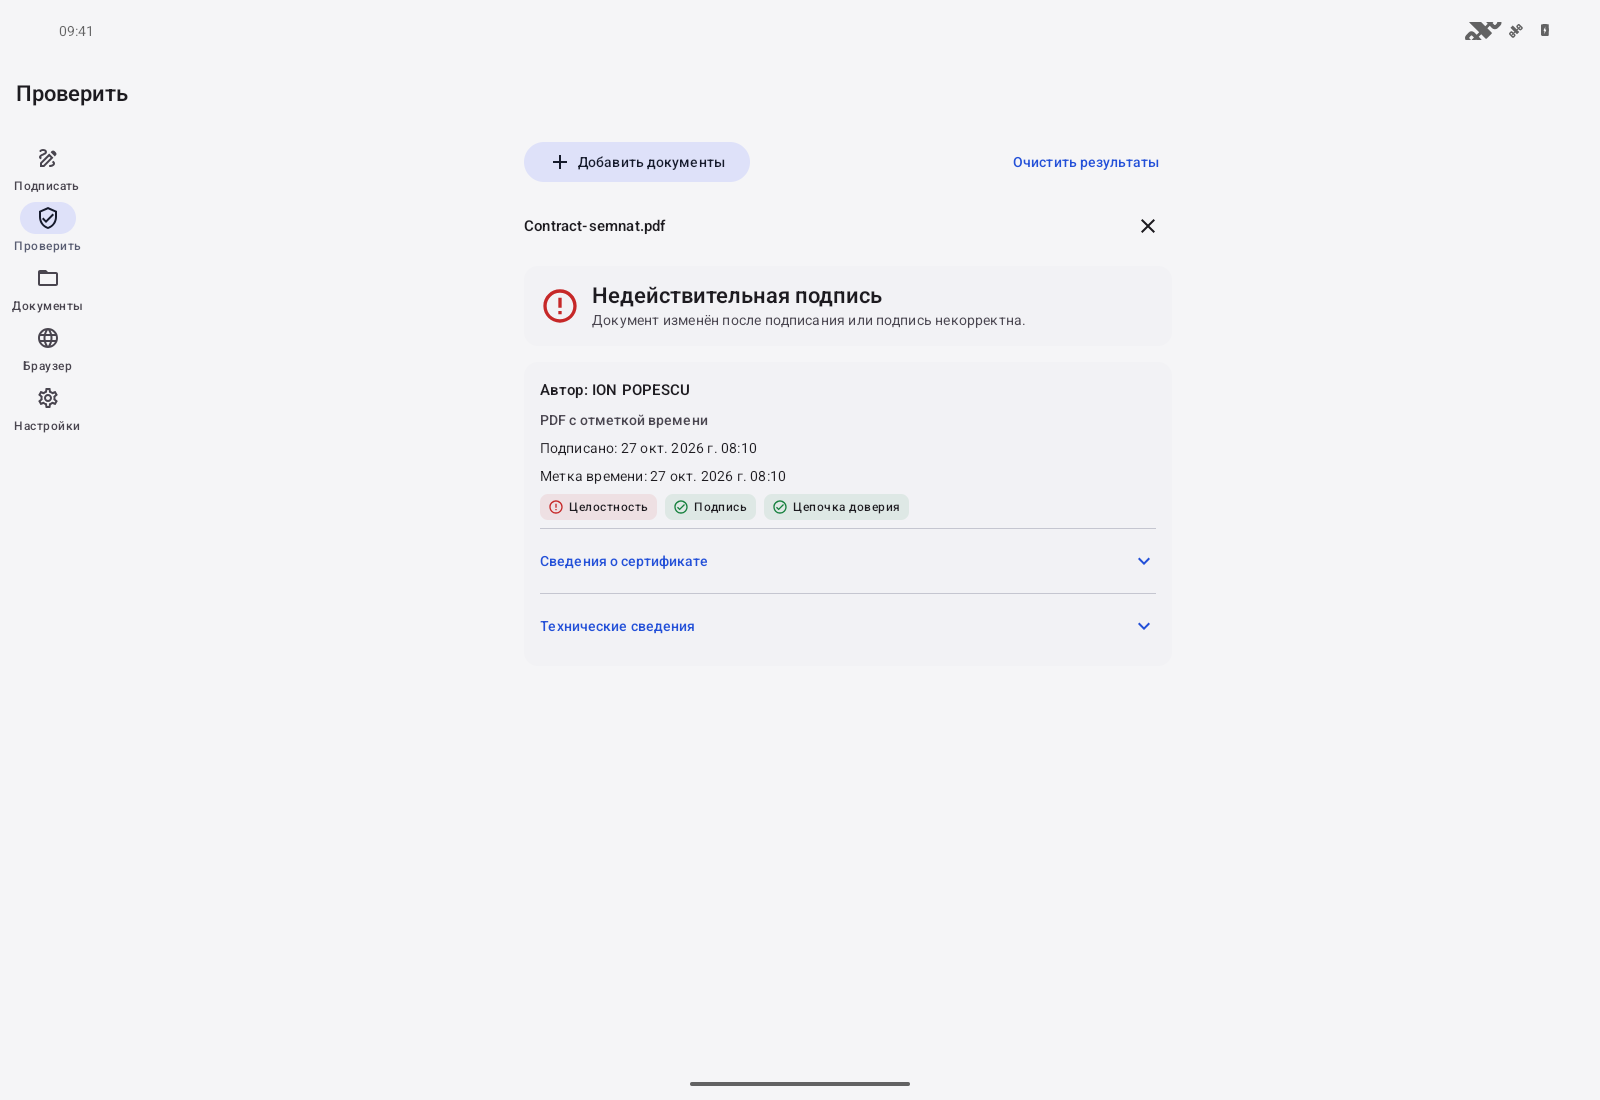 09:41
Проверить
Подписать
Проверить
Документы
Браузер
Настройки
Добавить документы
Очистить результаты
Contract-semnat.pdf
Недействительная подпись
Документ изменён после подписания или подпись некорректна.
Автор: ION POPESCU
PDF с отметкой времени
Подписано: 27 окт. 2026 г. 08:10
Метка времени: 27 окт. 2026 г. 08:10
Целостность
Подпись
Цепочка доверия
Сведения о сертификате
Технические сведения